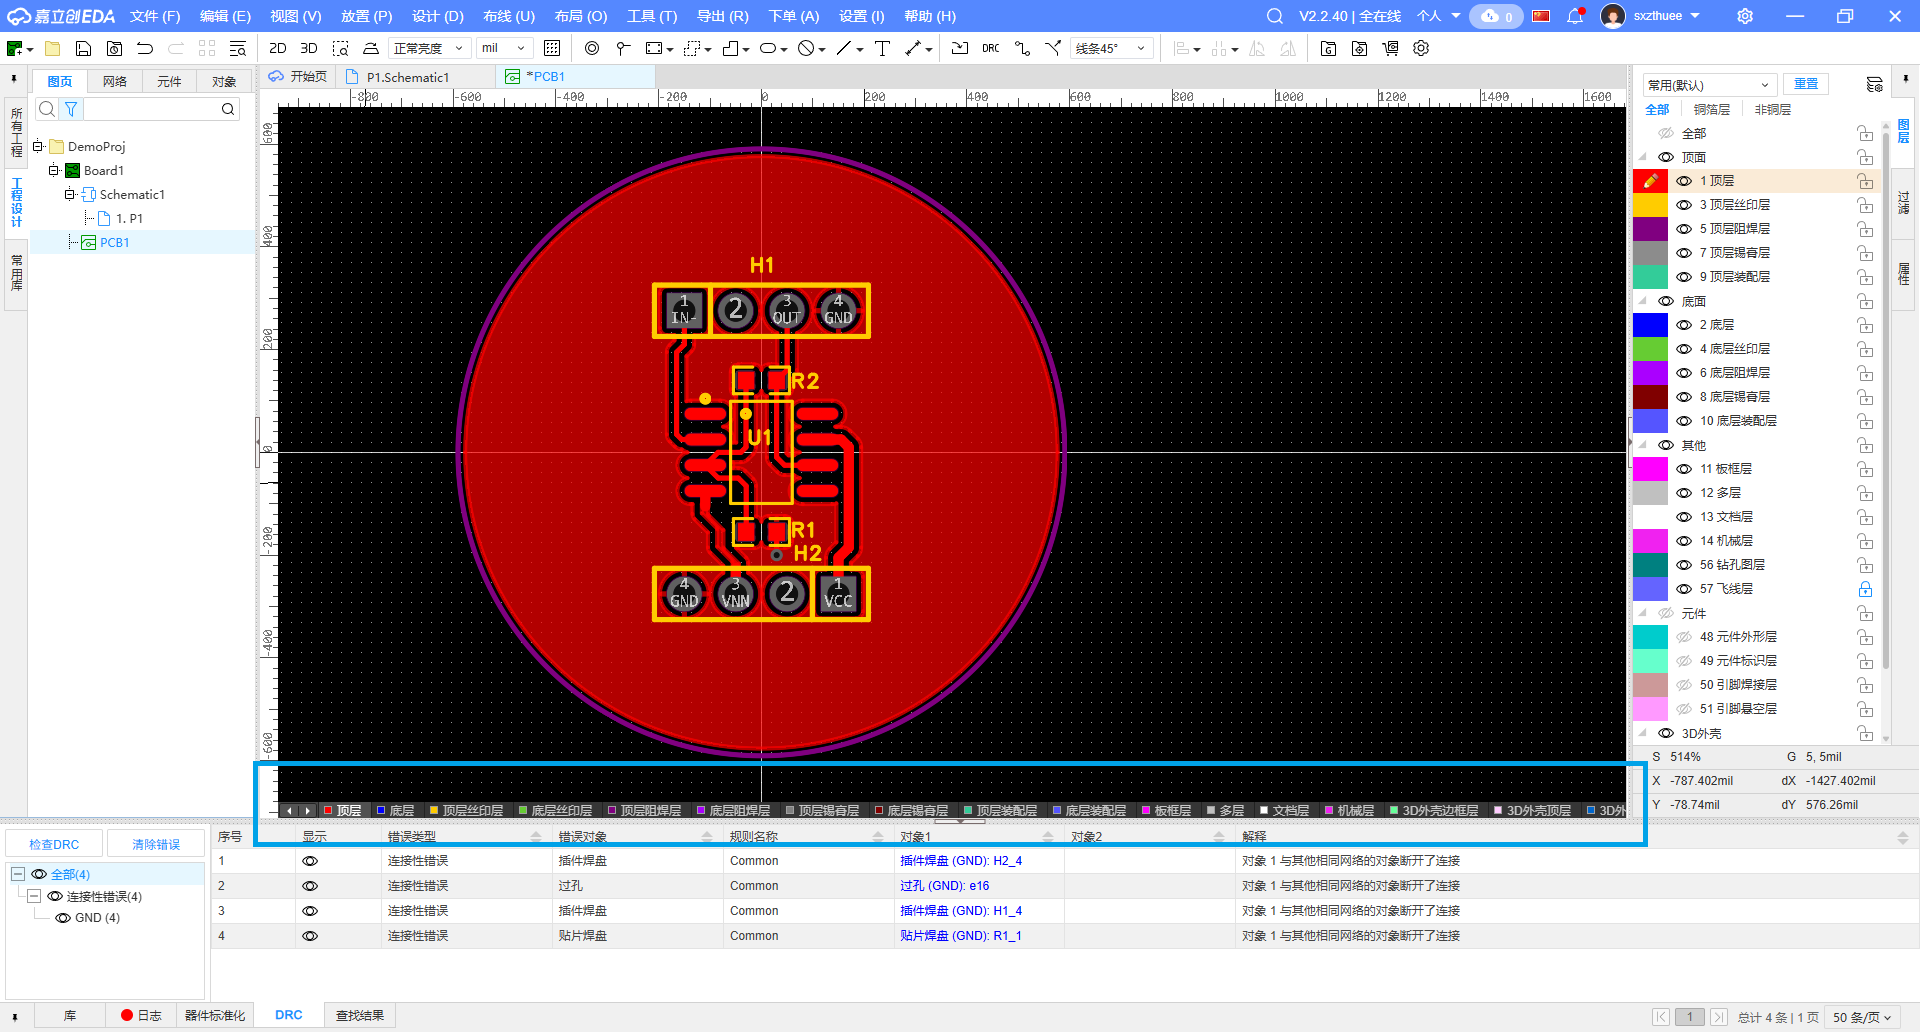 嘉立创EDA 文件 (F) 编辑 (E) 视图 (V) 放置 (P) 设计 (D) 布线 (U) 布局 (O) 工具 (T) 导出 (R) 下单 (A) 设置 (I) 帮助 (H) V2.2.40 | 全在线 个人 0 sxzthuee
2D 3D 正常亮度 mil DRC 线条45°
图页 网络 元件 对象 开始页 P1.Schematic1 *PCB1
所有工程
工程设计
常用库
DemoProj
Board1
Schematic1
1. P1
PCB1
-800 -600 -400 -200 0 200 400 600 800 1000 1200 1400 1600
600
400
200
0
-200
-400
-600
H1
1 2 3 4
IN- OUT GND
R2
U1
R1
H2
4 3 2 1
GND VNN VCC
常用(默认) 重置
全部 铜箔层 非铜层
图层
过滤
属性
全部
顶面
1 顶层
3 顶层丝印层
5 顶层阻焊层
7 顶层锡膏层
9 顶层装配层
底面
2 底层
4 底层丝印层
6 底层阻焊层
8 底层锡膏层
10 底层装配层
其他
11 板框层
12 多层
13 文档层
14 机械层
56 钻孔图层
57 飞线层
元件
48 元件外形层
49 元件标识层
50 引脚焊接层
51 引脚悬空层
3D外壳
S 514% G 5, 5mil
X -787.402mil dX -1427.402mil
Y -78.74mil dY 576.26mil
顶层 底层 顶层丝印层 底层丝印层 顶层阻焊层 底层阻焊层 顶层锡膏层 底层锡膏层 顶层装配层 底层装配层 板框层 多层 文档层 机械层 3D外壳边框层 3D外壳顶层 3D外
检查DRC 清除错误
全部(4)
连接性错误(4)
GND (4)
序号 显示 错误类型 错误对象 规则名称 对象1 对象2 解释
1 连接性错误 插件焊盘 Common 插件焊盘 (GND): H2_4 对象 1 与其他相同网络的对象断开了连接
2 连接性错误 过孔 Common 过孔 (GND): e16 对象 1 与其他相同网络的对象断开了连接
3 连接性错误 插件焊盘 Common 插件焊盘 (GND): H1_4 对象 1 与其他相同网络的对象断开了连接
4 连接性错误 贴片焊盘 Common 贴片焊盘 (GND): R1_1 对象 1 与其他相同网络的对象断开了连接
库 日志 器件标准化 DRC 查找结果 1 总计 4 条 | 1 页 50 条/页